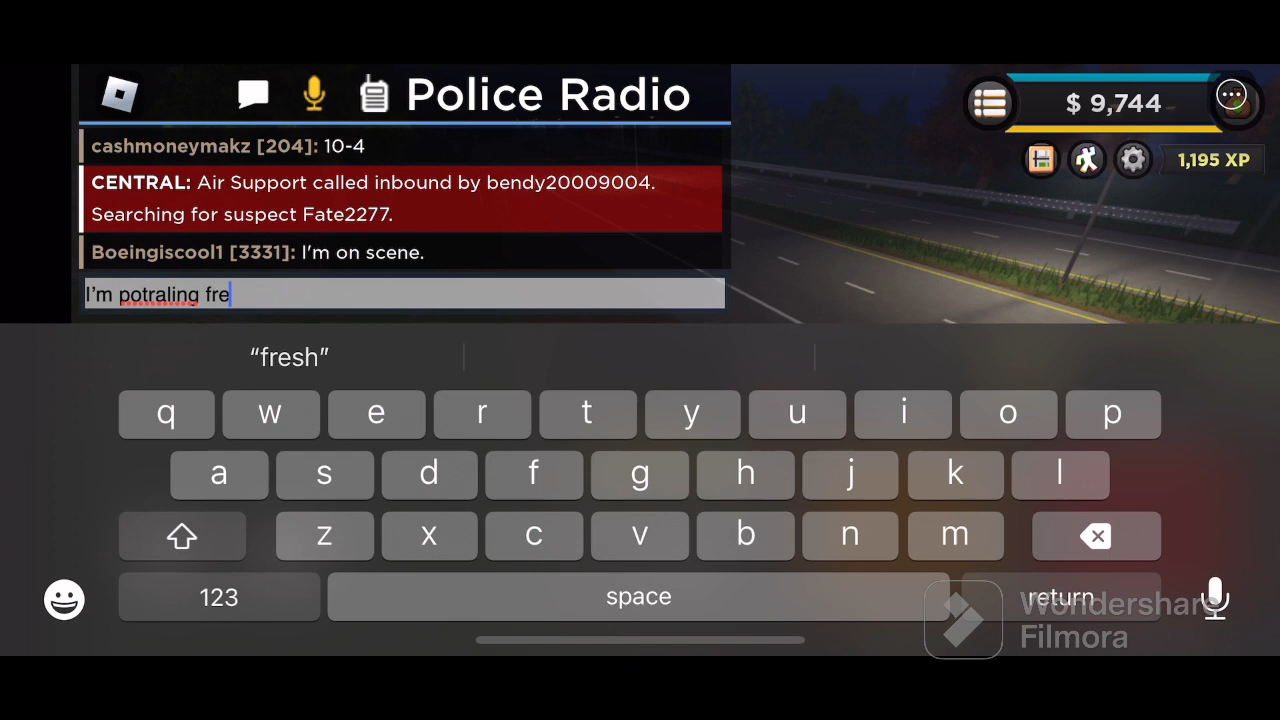 Police Radio
$ 9,744
cashmoneymakz [204]: 10-4
1,195 XP
CENTRAL: Air Support called inbound by bendy20009004.
Searching for suspect Fate2277.
Boeingiscool1 [3331]: I'm on scene.
I'm potraling fre
“fresh”
q w e r t y u i o p
a s d f g h j k l
z x c v b n m
123 space return
Wondershare
Filmora